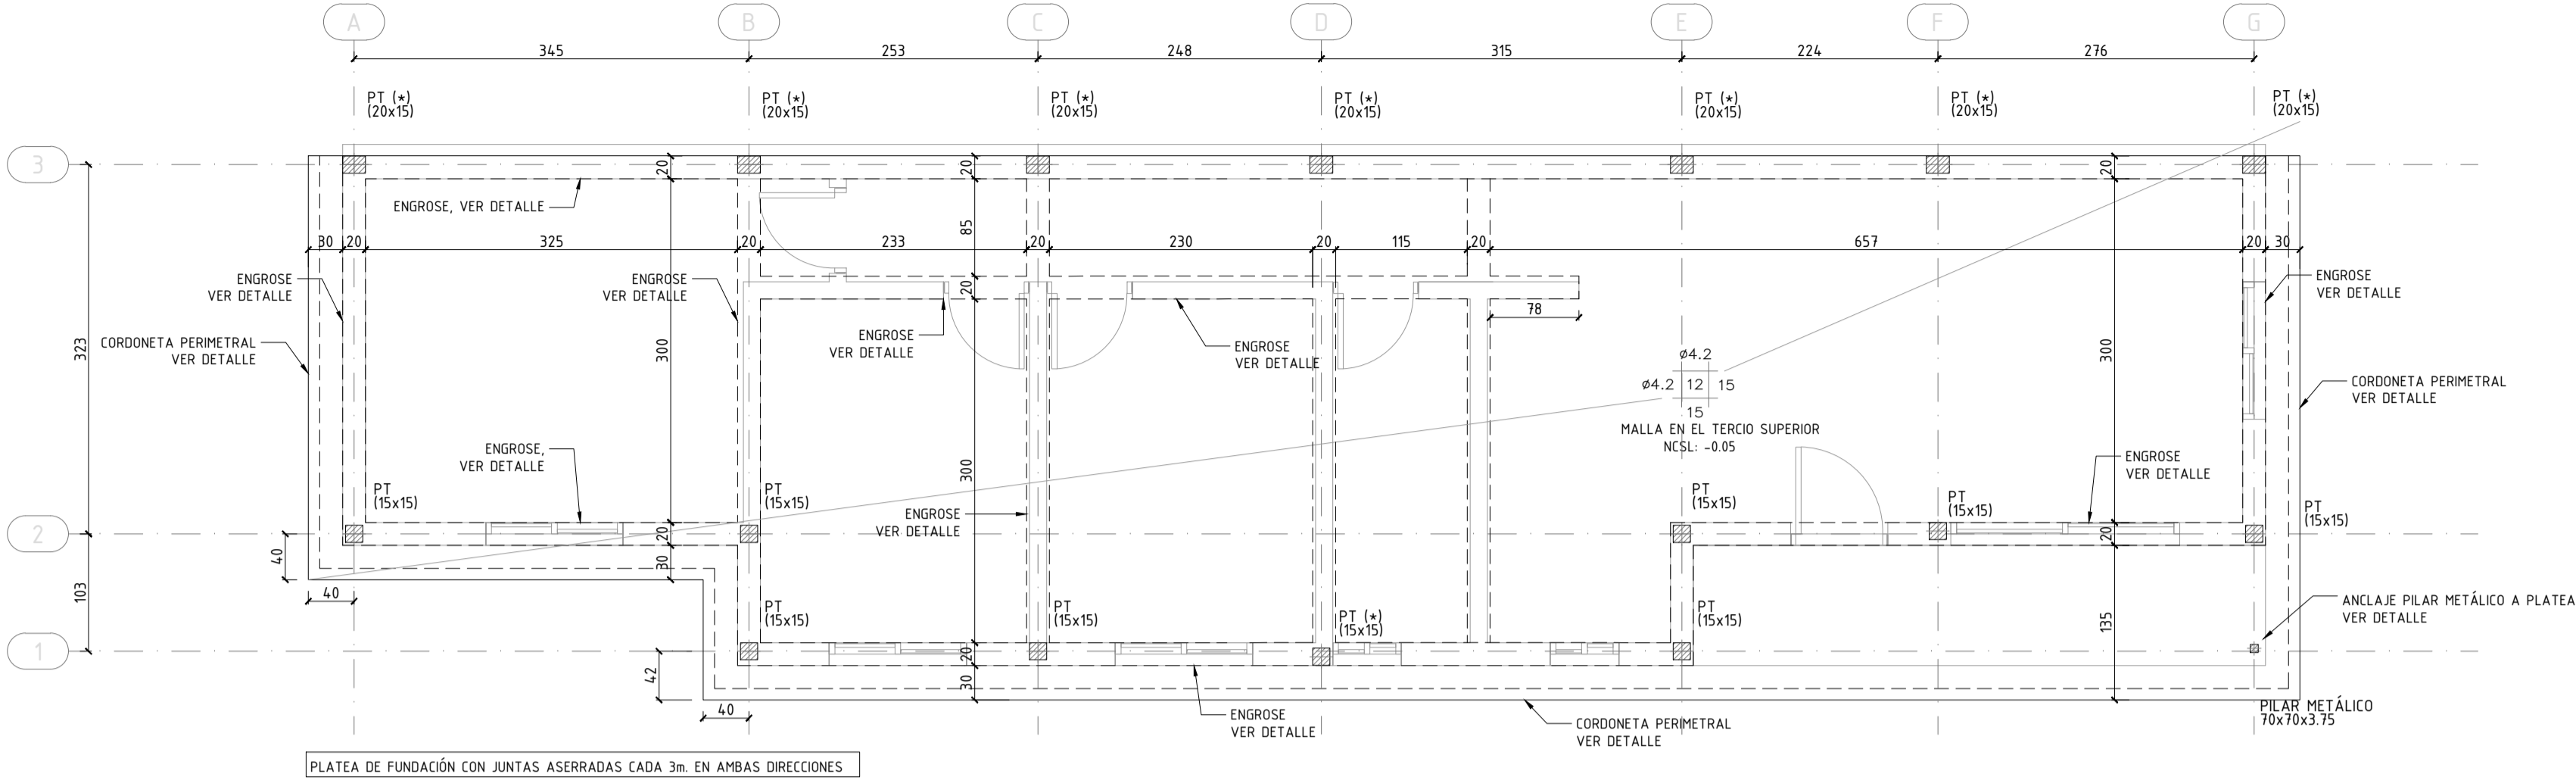 A
B
C
D
E
F
G
345
253
248
315
224
276
PT (*)
(20x15)
PT (*)
(20x15)
PT (*)
(20x15)
PT (*)
(20x15)
PT (*)
(20x15)
PT (*)
(20x15)
PT (*)
(20x15)
3
20
20
20
ENGROSE, VER DETALLE
85
30
20
325
20
233
20
230
20
115
20
657
20
30
ENGROSE
VER DETALLE
ENGROSE
VER DETALLE
20
ENGROSE
VER DETALLE
78
CORDONETA PERIMETRAL
VER DETALLE
323
300
ENGROSE
VER DETALLE
ENGROSE
VER DETALLE
300
ø4.2
ø4.2
12
15
15
MALLA EN EL TERCIO SUPERIOR
NCSL: -0.05
CORDONETA PERIMETRAL
VER DETALLE
ENGROSE,
VER DETALLE
300
ENGROSE
VER DETALLE
PT
(15x15)
PT
(15x15)
ENGROSE
VER DETALLE
PT
(15x15)
PT
(15x15)
PT
(15x15)
2
40
20
30
20
103
40
PT
(15x15)
PT
(15x15)
PT (*)
(15x15)
PT
(15x15)
135
ANCLAJE PILAR METÁLICO A PLATEA
VER DETALLE
1
42
20
30
40
ENGROSE
VER DETALLE
CORDONETA PERIMETRAL
VER DETALLE
PILAR METÁLICO
70x70x3.75
PLATEA DE FUNDACIÓN CON JUNTAS ASERRADAS CADA 3m. EN AMBAS DIRECCIONES